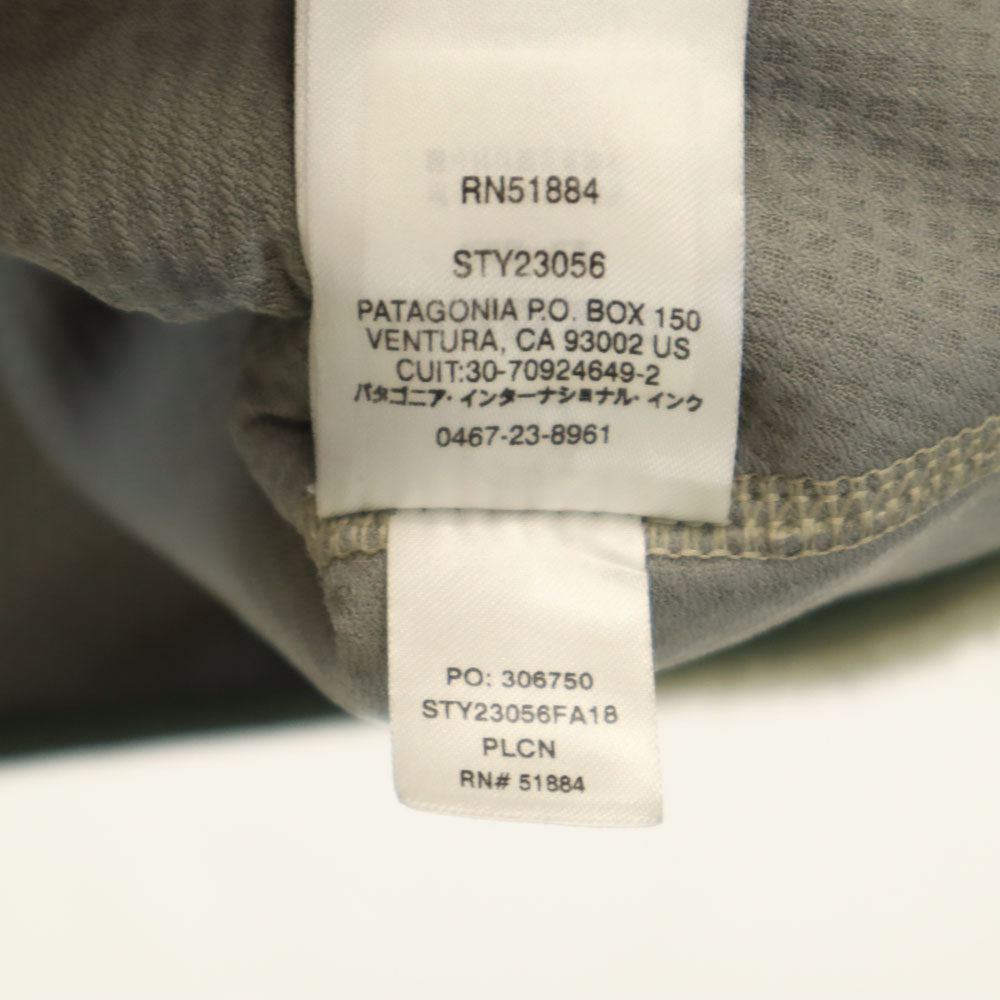 RN51884
STY23056
PATAGONIA P.O. BOX 150
VENTURA, CA 93002 US
CUIT:30-70924649-2
パタゴニア・インターナショナル・インク
0467-23-8961
PO: 306750
STY23056FA18
PLCN
RN# 51884